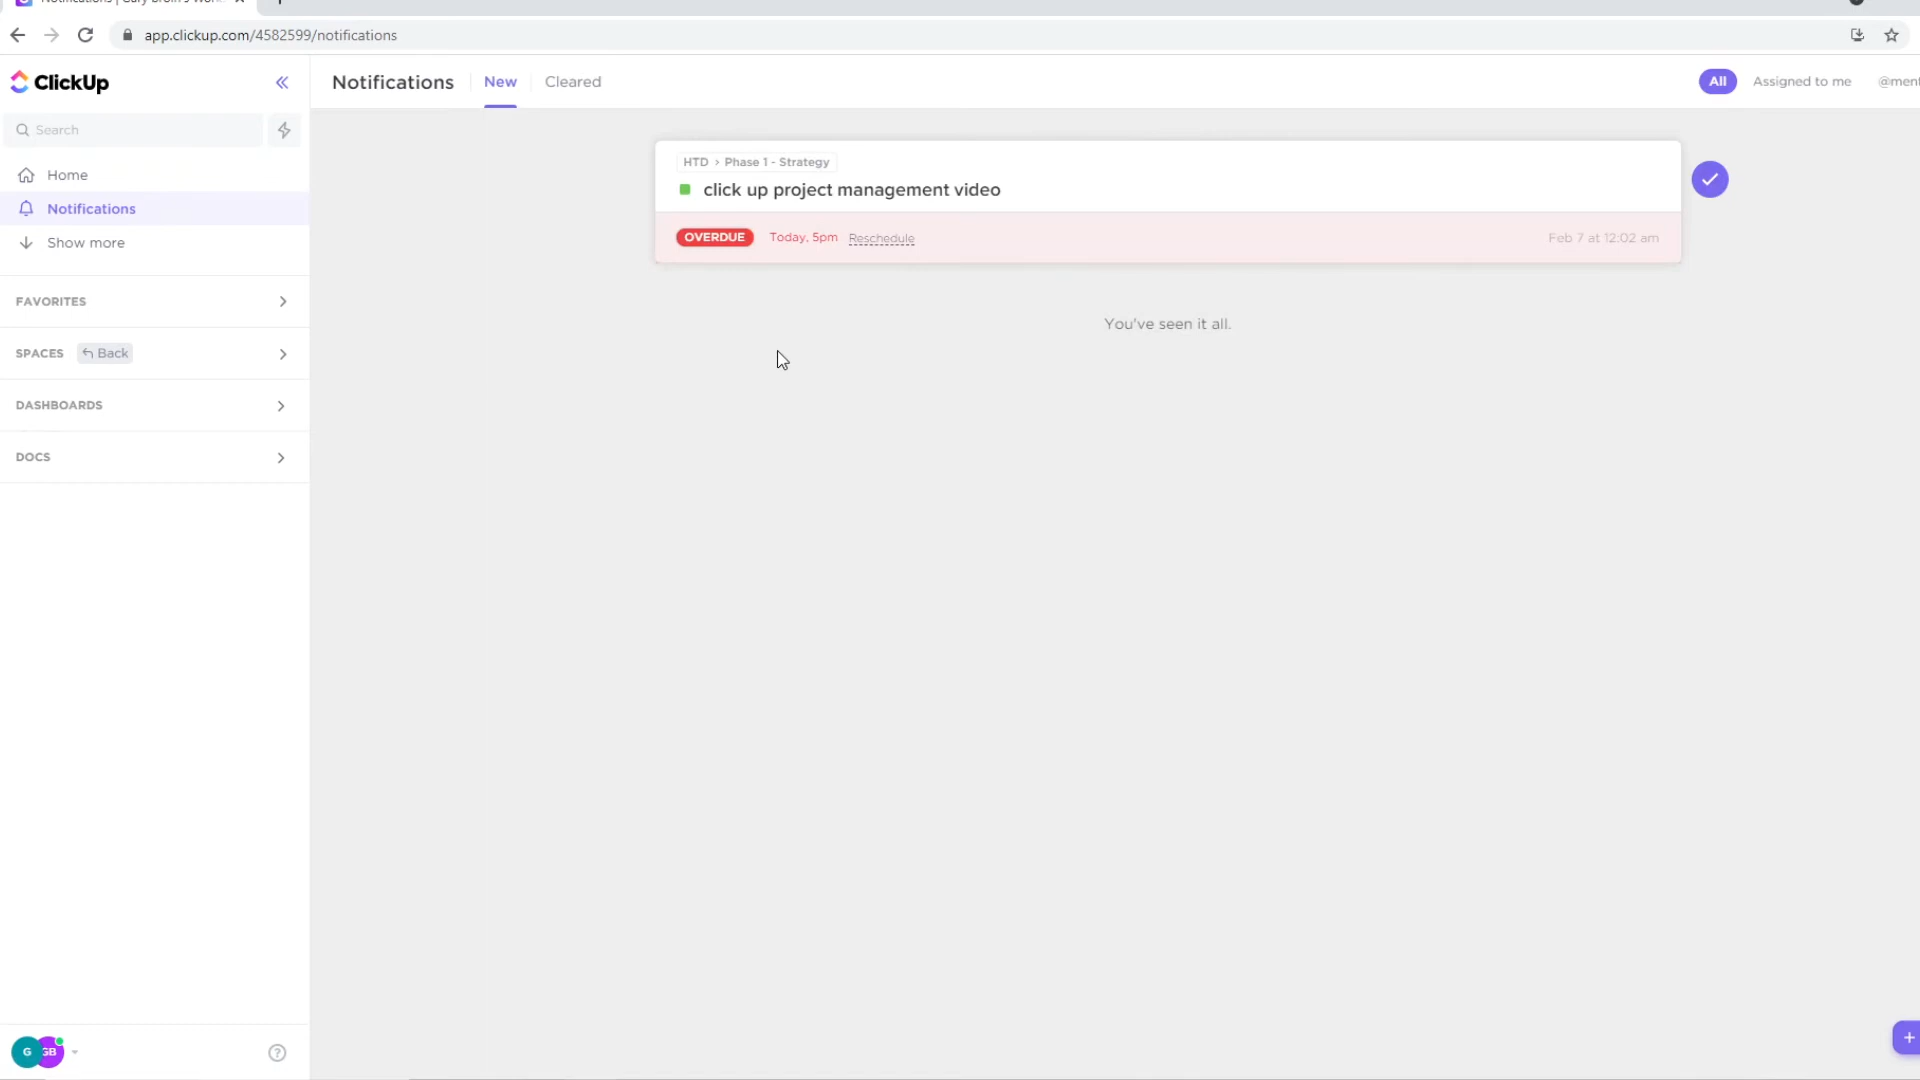 app.clickup.com/4582599/notifications
ClickUp
Notifications
New
Cleared
All
Assigned to me
Search
Home
Notifications
Show more
FAVORITES
SPACES
Back
DASHBOARDS
DOCS
HTD > Phase 1 - Strategy
click up project management video
OVERDUE
Today, 5pm
Reschedule
Feb 7 at 12:02 am
You've seen it all.
G
GB